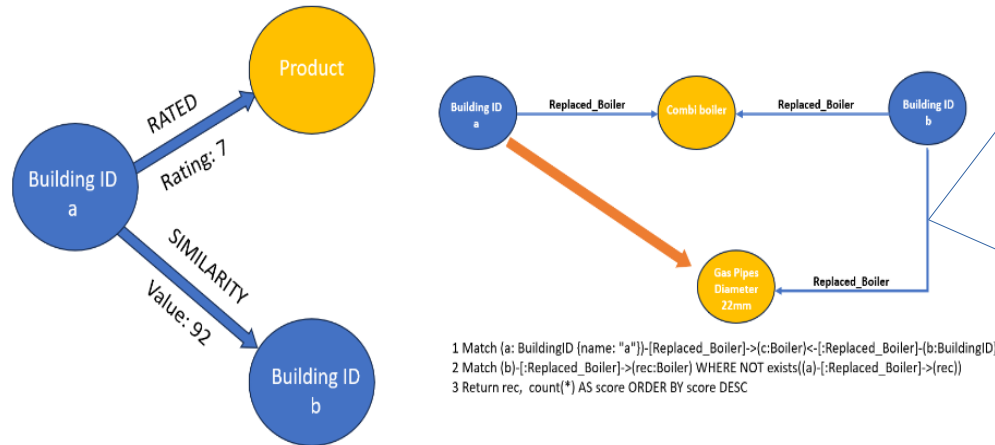 Product
RATED
Rating: 7
Building ID
a
SIMILARITY
Value: 92
Building ID
b
Building ID
a
Replaced_Boiler
Combi boiler
Replaced_Boiler
Building ID
b
Gas Pipes
Diameter
22mm
Replaced_Boiler
1 Match (a: BuildingID {name: "a"})-[Replaced_Boiler]->(c:Boiler)<-[:Replaced_Boiler]-(b:BuildingID)
2 Match (b)-[:Replaced_Boiler]->(rec:Boiler) WHERE NOT exists((a)-[:Replaced_Boiler]->(rec))
3 Return rec, count(*) AS score ORDER BY score DESC